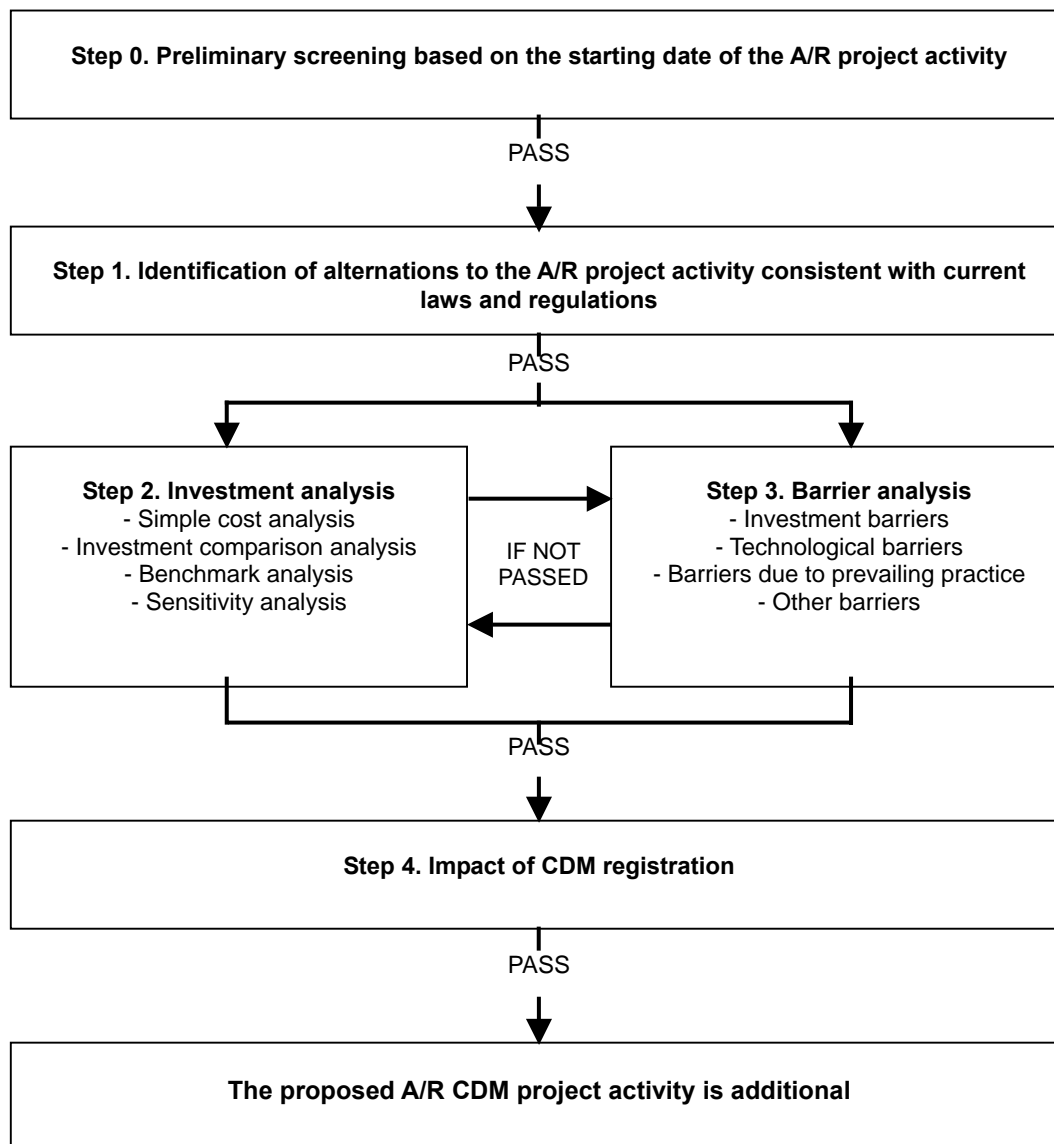 Step 0. Preliminary screening based on the starting date of the A/R project activity
PASS
Step 1. Identification of alternations to the A/R project activity consistent with current
laws and regulations
PASS
Step 2. Investment analysis
- Simple cost analysis
- Investment comparison analysis
- Benchmark analysis
- Sensitivity analysis
IF NOT
PASSED
Step 3. Barrier analysis
- Investment barriers
- Technological barriers
- Barriers due to prevailing practice
- Other barriers
PASS
Step 4. Impact of CDM registration
PASS
The proposed A/R CDM project activity is additional